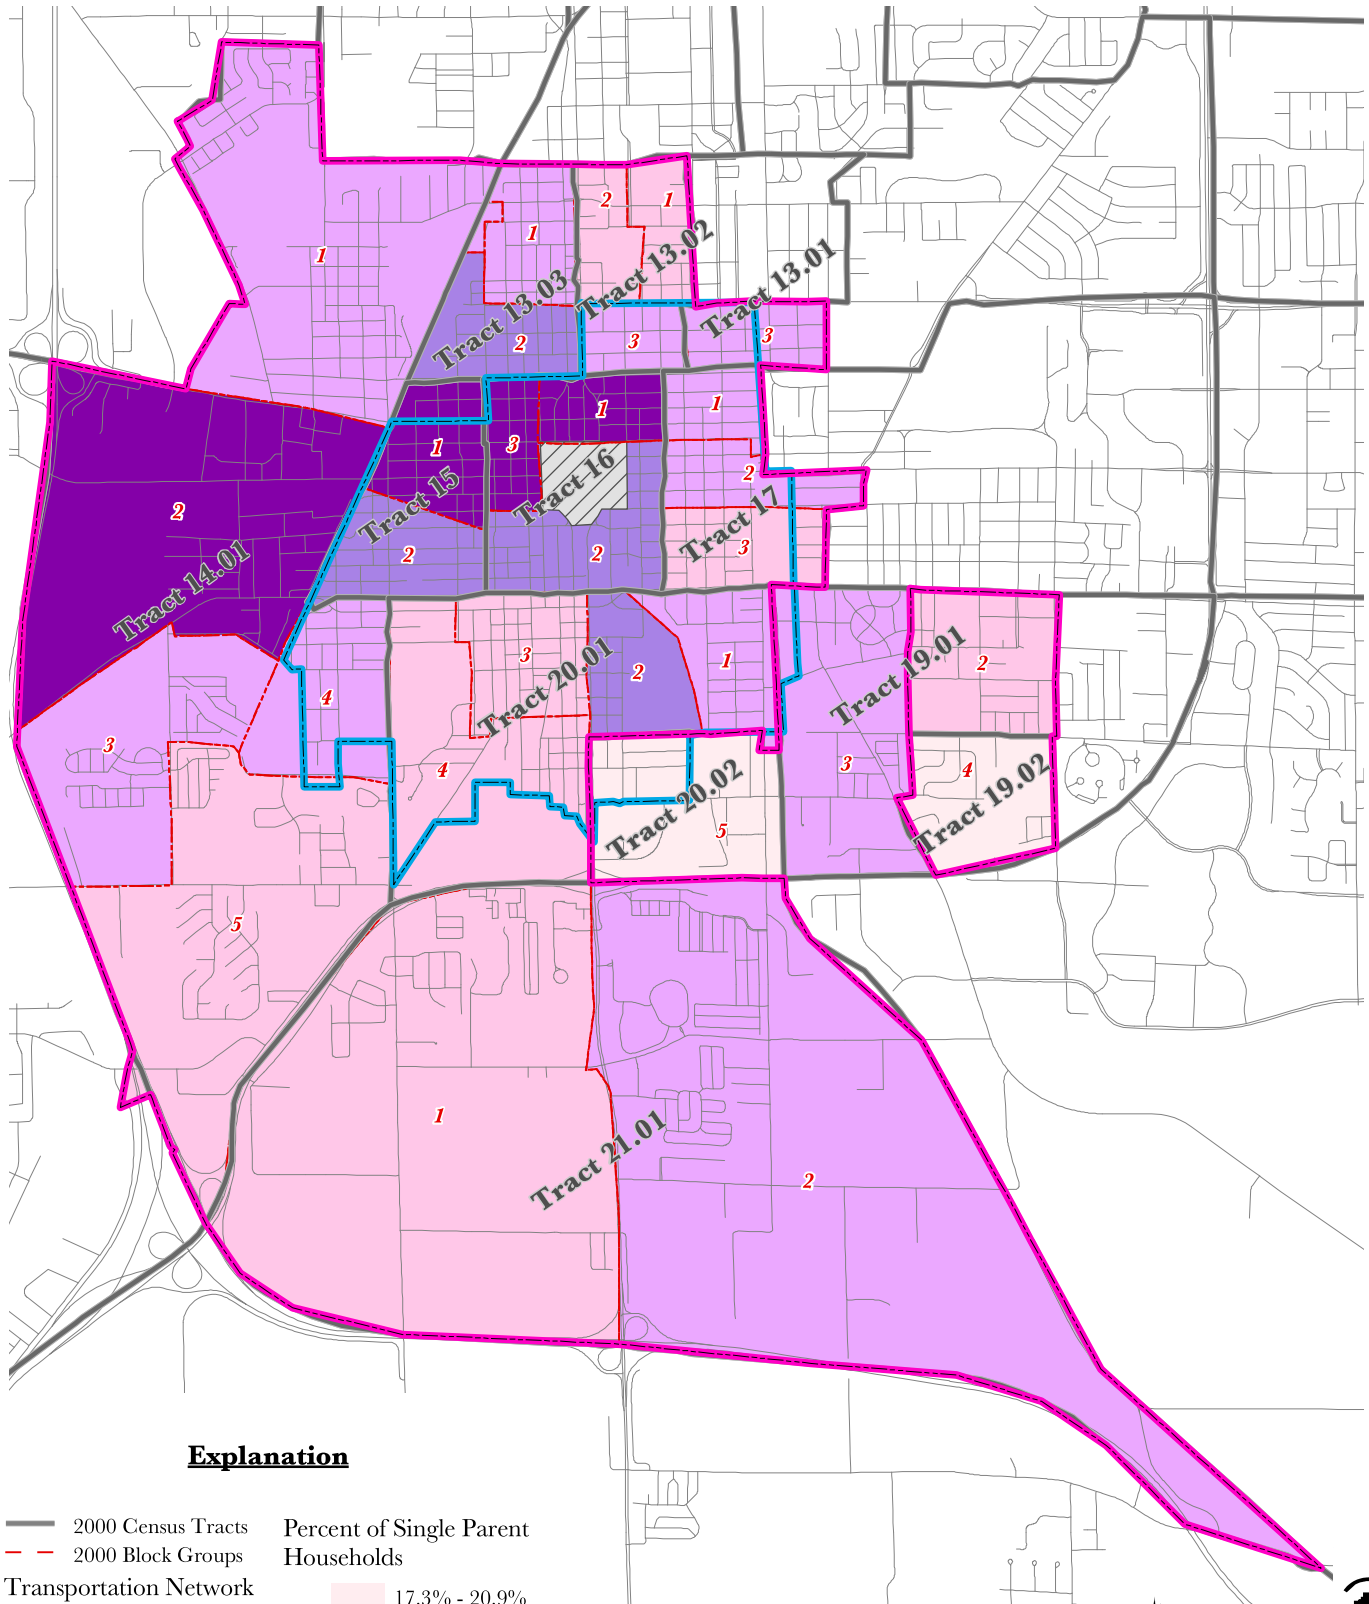 2
1
1
1
Tract 13.02
Tract 13.01
Tract 13.03
2
3
3
1
1
1
3
2
Tract 16
Tract 15
2
Tract 17
3
2
2
Tract 14.01
3
Tract 20.01
2
1
Tract 19.01
2
4
3
4
3
4
Tract 20.02
Tract 19.02
5
5
1
Tract 21.01
2
Explanation
2000 Census Tracts
2000 Block Groups
Transportation Network
Percent of Single Parent
Households
17.3% - 20.9%